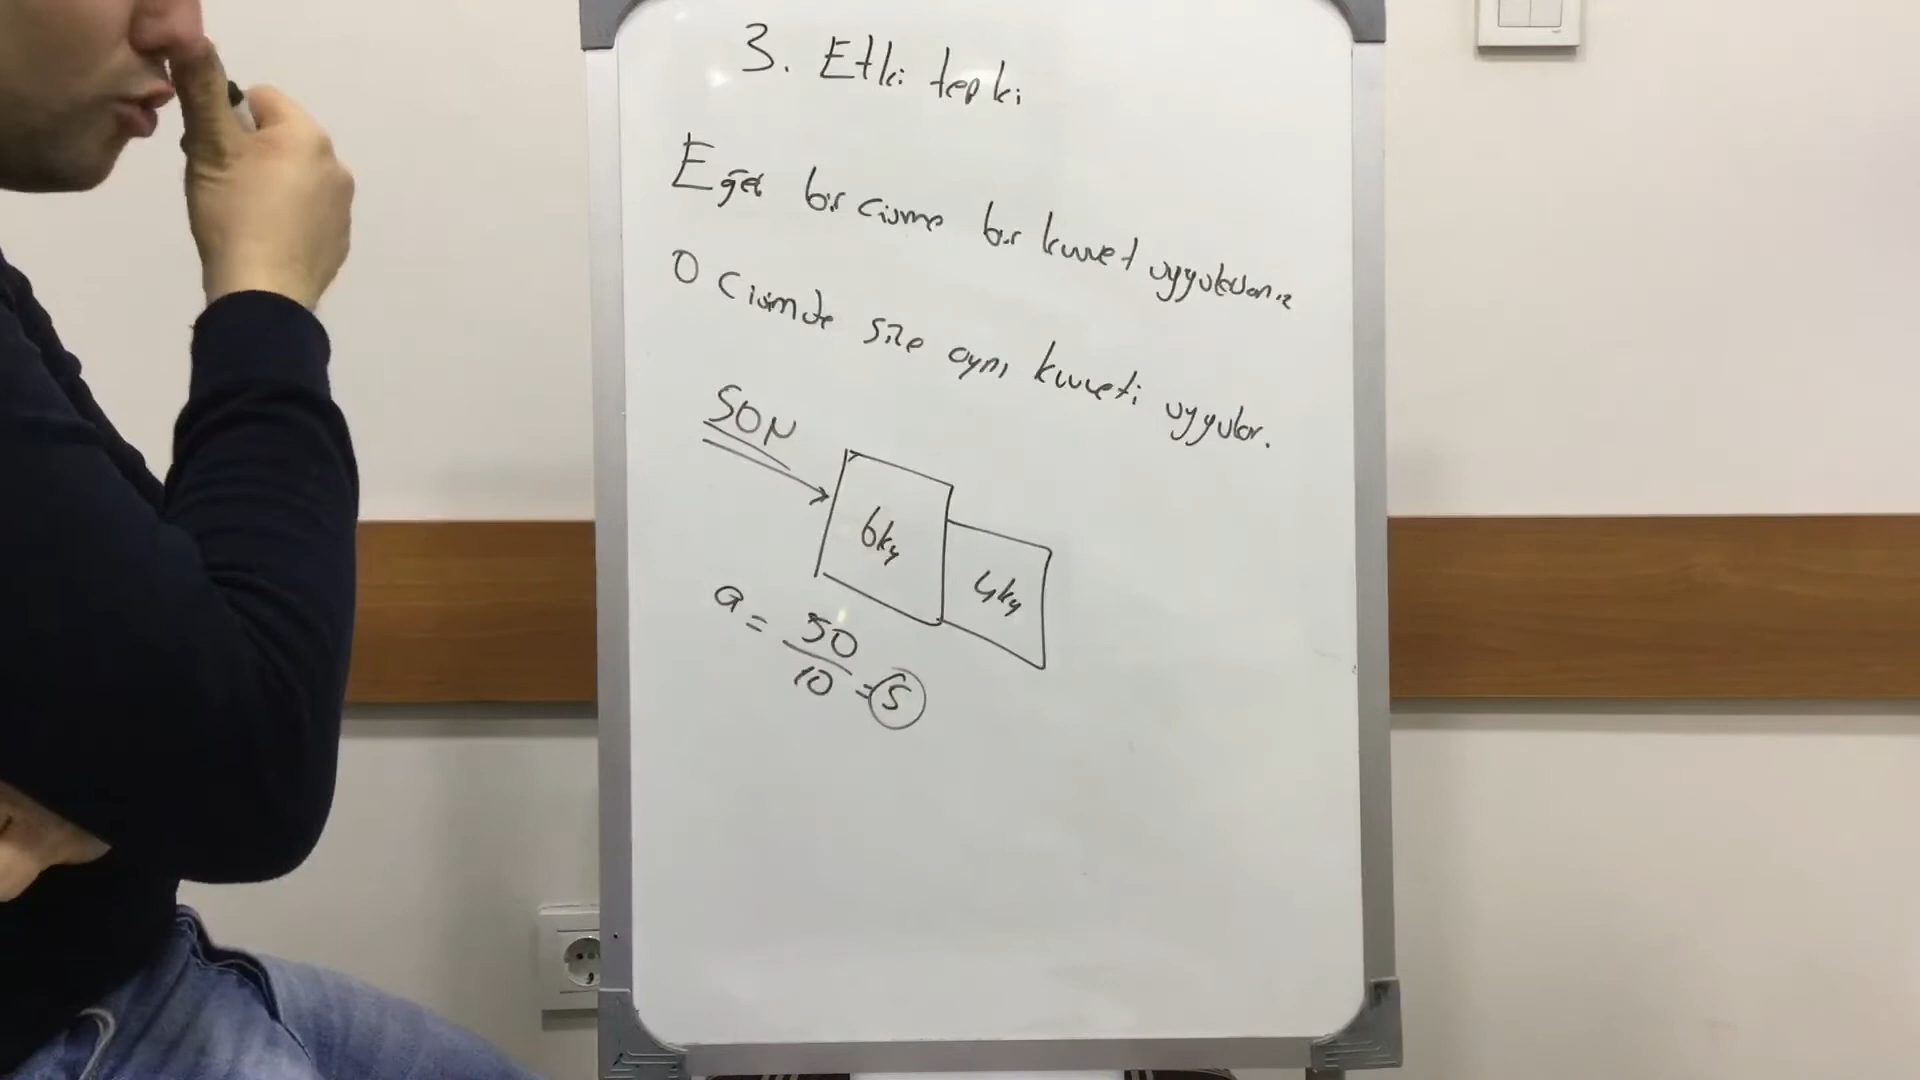 3. Etki tepki
Eğer bir cisme bir kuvvet uygularsanız
O Cisimde size aynı kuvveti uygular.
50N
6kg
4kg
a = 50/10 = 5